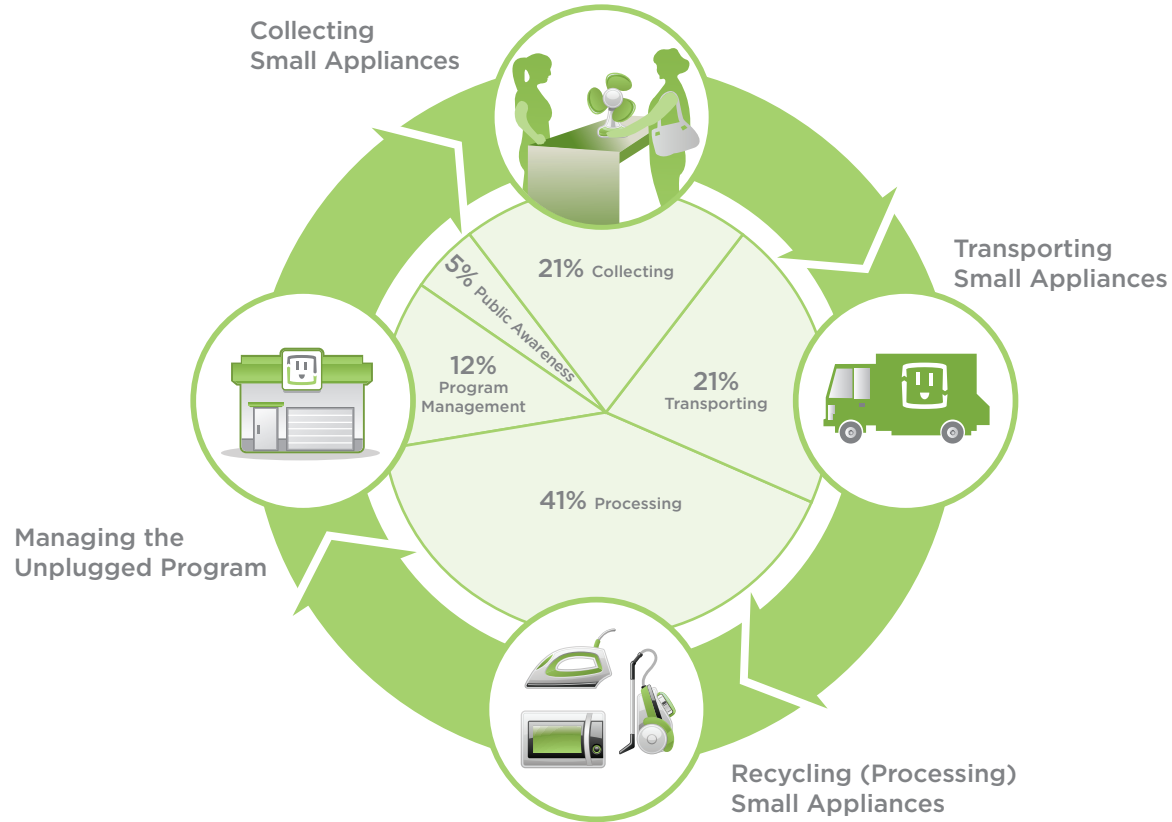 Collecting
Small Appliances
Transporting
Small Appliances
21% Collecting
5% Public Awareness
12%
Program
Management
21%
Transporting
41% Processing
Managing the
Unplugged Program
Recycling (Processing)
Small Appliances